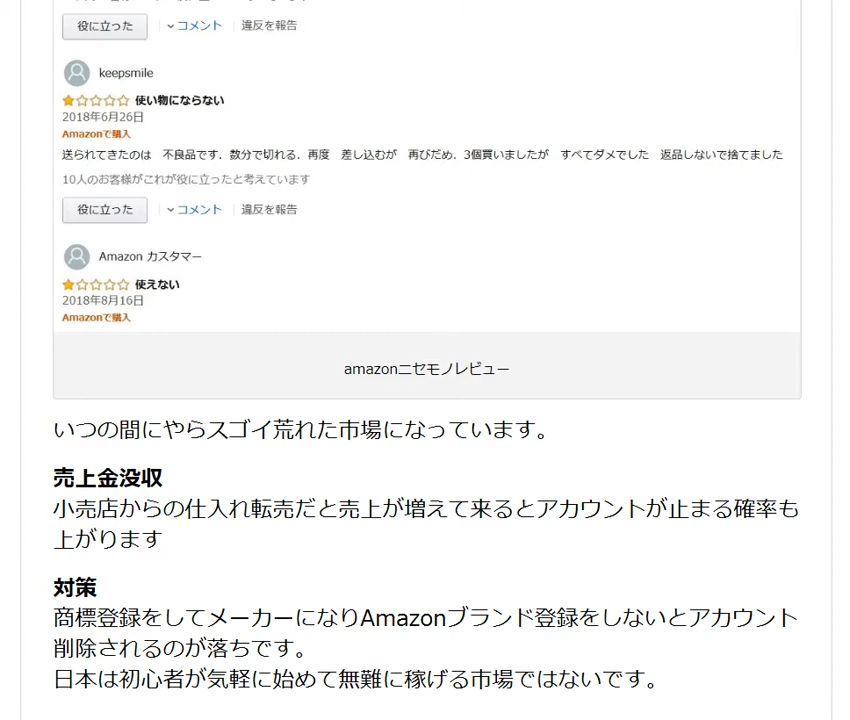 役に立った コメント 違反を報告
keepsmile
使い物にならない
2018年6月26日
Amazonで購入
送られてきたのは 不良品です．数分で切れる．再度 差し込むが 再びだめ．3個買いましたが すべてダメでした 返品しないで捨てました
10人のお客様がこれが役に立ったと考えています
役に立った コメント 違反を報告
Amazon カスタマー
使えない
2018年8月16日
Amazonで購入
amazonニセモノレビュー
いつの間にやらスゴイ荒れた市場になっています。
売上金没収
小売店からの仕入れ転売だと売上が増えて来るとアカウントが止まる確率も
上がります
対策
商標登録をしてメーカーになりAmazonブランド登録をしないとアカウント
削除されるのが落ちです。
日本は初心者が気軽に始めて無難に稼げる市場ではないです。